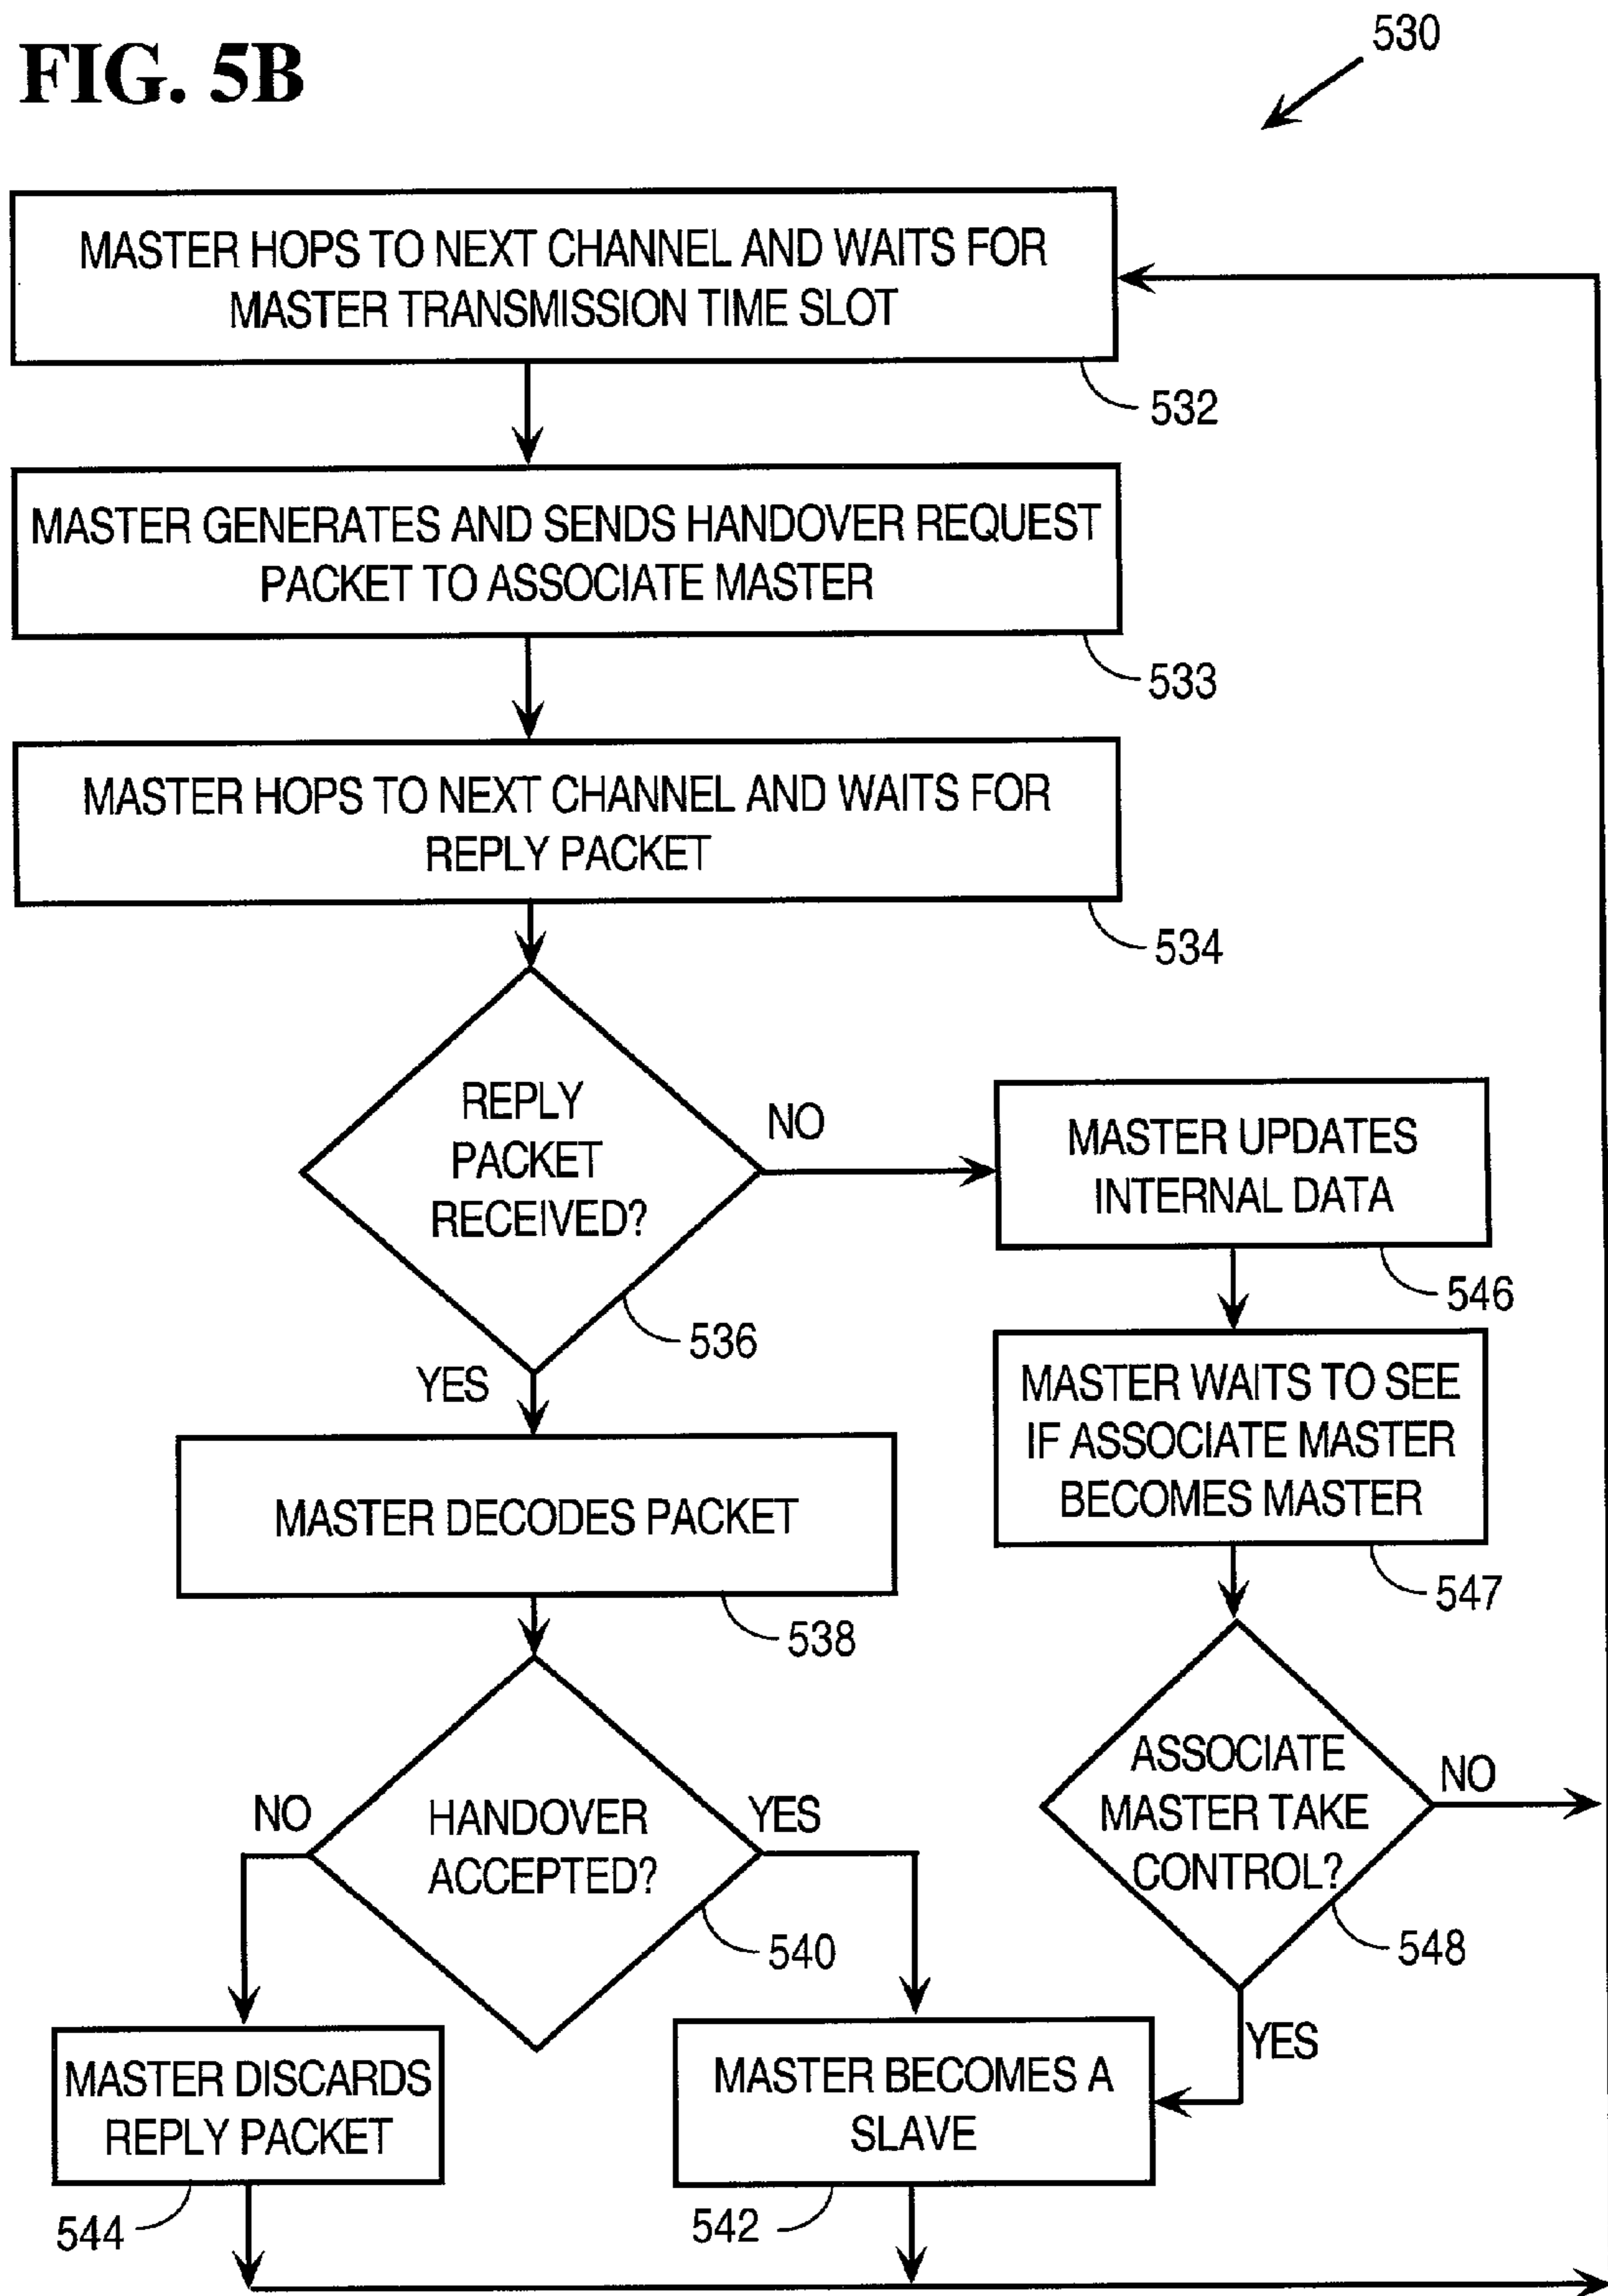 FIG. 5B
530
MASTER HOPS TO NEXT CHANNEL AND WAITS FOR
MASTER TRANSMISSION TIME SLOT
532
MASTER GENERATES AND SENDS HANDOVER REQUEST
PACKET TO ASSOCIATE MASTER
533
MASTER HOPS TO NEXT CHANNEL AND WAITS FOR
REPLY PACKET
534
REPLY
PACKET
RECEIVED?
NO
536
YES
MASTER UPDATES
INTERNAL DATA
546
MASTER WAITS TO SEE
IF ASSOCIATE MASTER
BECOMES MASTER
547
MASTER DECODES PACKET
538
HANDOVER
ACCEPTED?
NO
YES
540
ASSOCIATE
MASTER TAKE
CONTROL?
NO
548
YES
MASTER DISCARDS
REPLY PACKET
544
MASTER BECOMES A
SLAVE
542